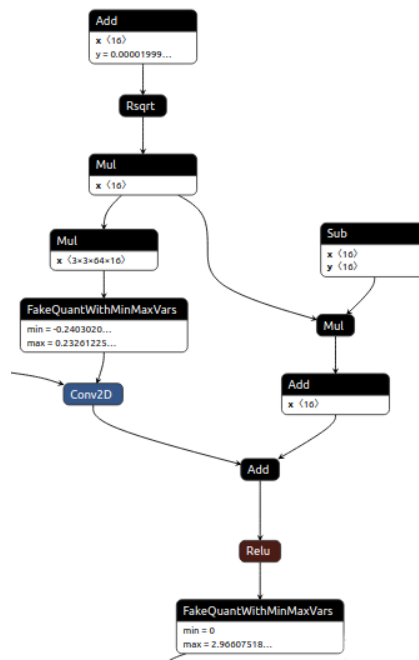 Add
x ⟨16⟩
y = 0.00001999...
Rsqrt
Mul
x ⟨16⟩
Mul
x ⟨3×3×64×16⟩
Sub
x ⟨16⟩
y ⟨16⟩
FakeQuantWithMinMaxVars
min = -0.2403020...
max = 0.23261225...
Mul
Conv2D
Add
x ⟨16⟩
Add
Relu
FakeQuantWithMinMaxVars
min = 0
max = 2.96607518...